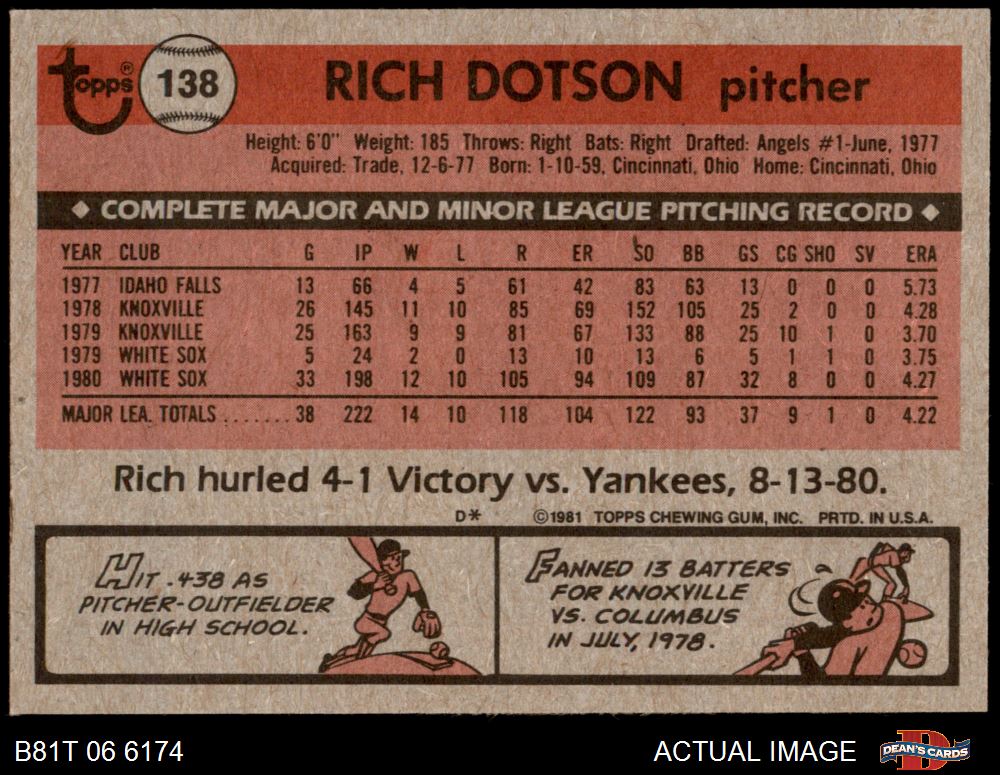 topps® 138 RICH DOTSON pitcher
Height: 6'0" Weight: 185 Throws: Right Bats: Right Drafted: Angels #1-June, 1977
Acquired: Trade, 12-6-77 Born: 1-10-59, Cincinnati, Ohio Home: Cincinnati, Ohio
◆ COMPLETE MAJOR AND MINOR LEAGUE PITCHING RECORD ◆
YEAR CLUB G IP W L R ER SO BB GS CG SHO SV ERA
1977 IDAHO FALLS 13 66 4 5 61 42 83 63 13 0 0 0 5.73
1978 KNOXVILLE 26 145 11 10 85 69 152 105 25 2 0 0 4.28
1979 KNOXVILLE 25 163 9 9 81 67 133 88 25 10 1 0 3.70
1979 WHITE SOX 5 24 2 0 13 10 13 6 5 1 1 0 3.75
1980 WHITE SOX 33 198 12 10 105 94 109 87 32 8 0 0 4.27
MAJOR LEA. TOTALS ....... 38 222 14 10 118 104 122 93 37 9 1 0 4.22
Rich hurled 4-1 Victory vs. Yankees, 8-13-80.
D* ©1981 TOPPS CHEWING GUM, INC. PRTD. IN U.S.A.
HIT .438 AS
PITCHER-OUTFIELDER
IN HIGH SCHOOL.
FANNED 13 BATTERS
FOR KNOXVILLE
VS. COLUMBUS
IN JULY, 1978.
B81T 06 6174 ACTUAL IMAGE D DEAN'S CARDS